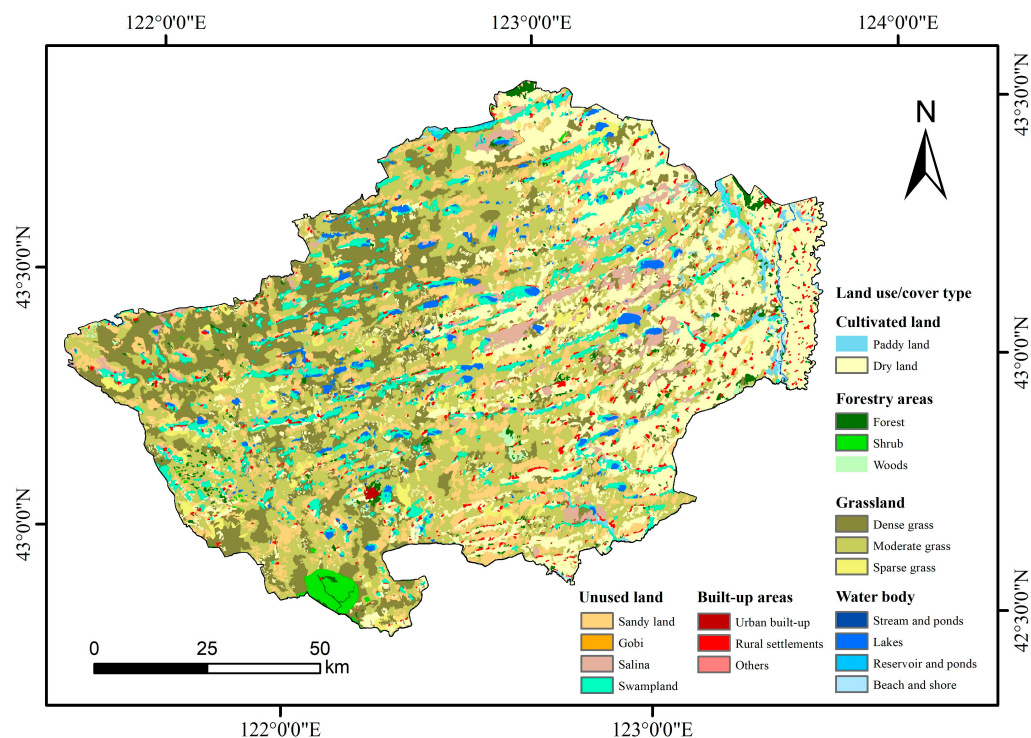 122°0'0"E
123°0'0"E
124°0'0"E
43°30'0"N
N
43°30'0"N
43°0'0"N
43°0'0"N
42°30'0"N
Land use/cover type
Cultivated land
Paddy land
Dry land
Forestry areas
Forest
Shrub
Woods
Grassland
Dense grass
Moderate grass
Sparse grass
Unused land
Sandy land
Gobi
Salina
Swampland
Built-up areas
Urban built-up
Rural settlements
Others
Water body
Stream and ponds
Lakes
Reservoir and ponds
Beach and shore
0 25 50
km
122°0'0"E
123°0'0"E